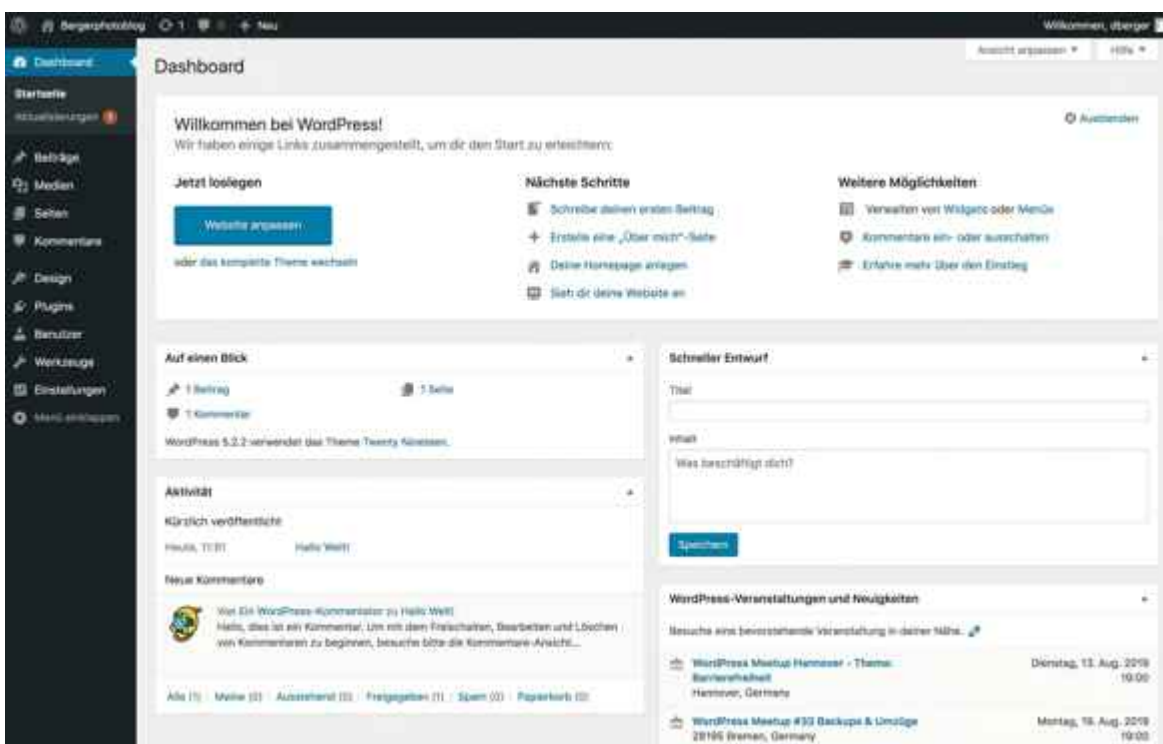 Bergerphotoblog 1 0 + Neu Willkommen, dberger
Dashboard
Startseite
Aktualisierungen 1
Beiträge
Medien
Seiten
Kommentare
Design
Plugins
Benutzer
Werkzeuge
Einstellungen
Menü einklappen
Ansicht anpassen Hilfe
Dashboard
Willkommen bei WordPress!
Ausblenden
Wir haben einige Links zusammengestellt, um dir den Start zu erleichtern:
Jetzt loslegen
Website anpassen
oder das komplette Theme wechseln
Nächste Schritte
Schreibe deinen ersten Beitrag
Erstelle eine „Über mich“-Seite
Deine Homepage anlegen
Sieh dir deine Website an
Weitere Möglichkeiten
Verwalten von Widgets oder Menüs
Kommentare ein- oder ausschalten
Erfahre mehr über den Einstieg
Auf einen Blick
1 Beitrag 1 Seite
1 Kommentar
WordPress 5.2.2 verwendet das Theme Twenty Nineteen.
Aktivität
Kürzlich veröffentlicht
Heute, 11:01 Hallo Welt!
Neue Kommentare
Von Ein WordPress-Kommentator zu Hallo Welt!
Hallo, dies ist ein Kommentar. Um mit dem Freischalten, Bearbeiten und Löschen
von Kommentaren zu beginnen, besuche bitte die Kommentare-Ansicht...
Alle (1) Meine (0) Ausstehend (0) Freigegeben (1) Spam (0) Papierkorb (0)
Schneller Entwurf
Titel
Inhalt
Was beschäftigt dich?
Speichern
WordPress-Veranstaltungen und Neuigkeiten
Besuche eine bevorstehende Veranstaltung in deiner Nähe.
WordPress Meetup Hannover - Thema: Dienstag, 13. Aug. 2019
Barrierefreiheit 19:00
Hannover, Germany
WordPress Meetup #33 Backups & Umzüge Montag, 19. Aug. 2019
28195 Bremen, Germany 19:00